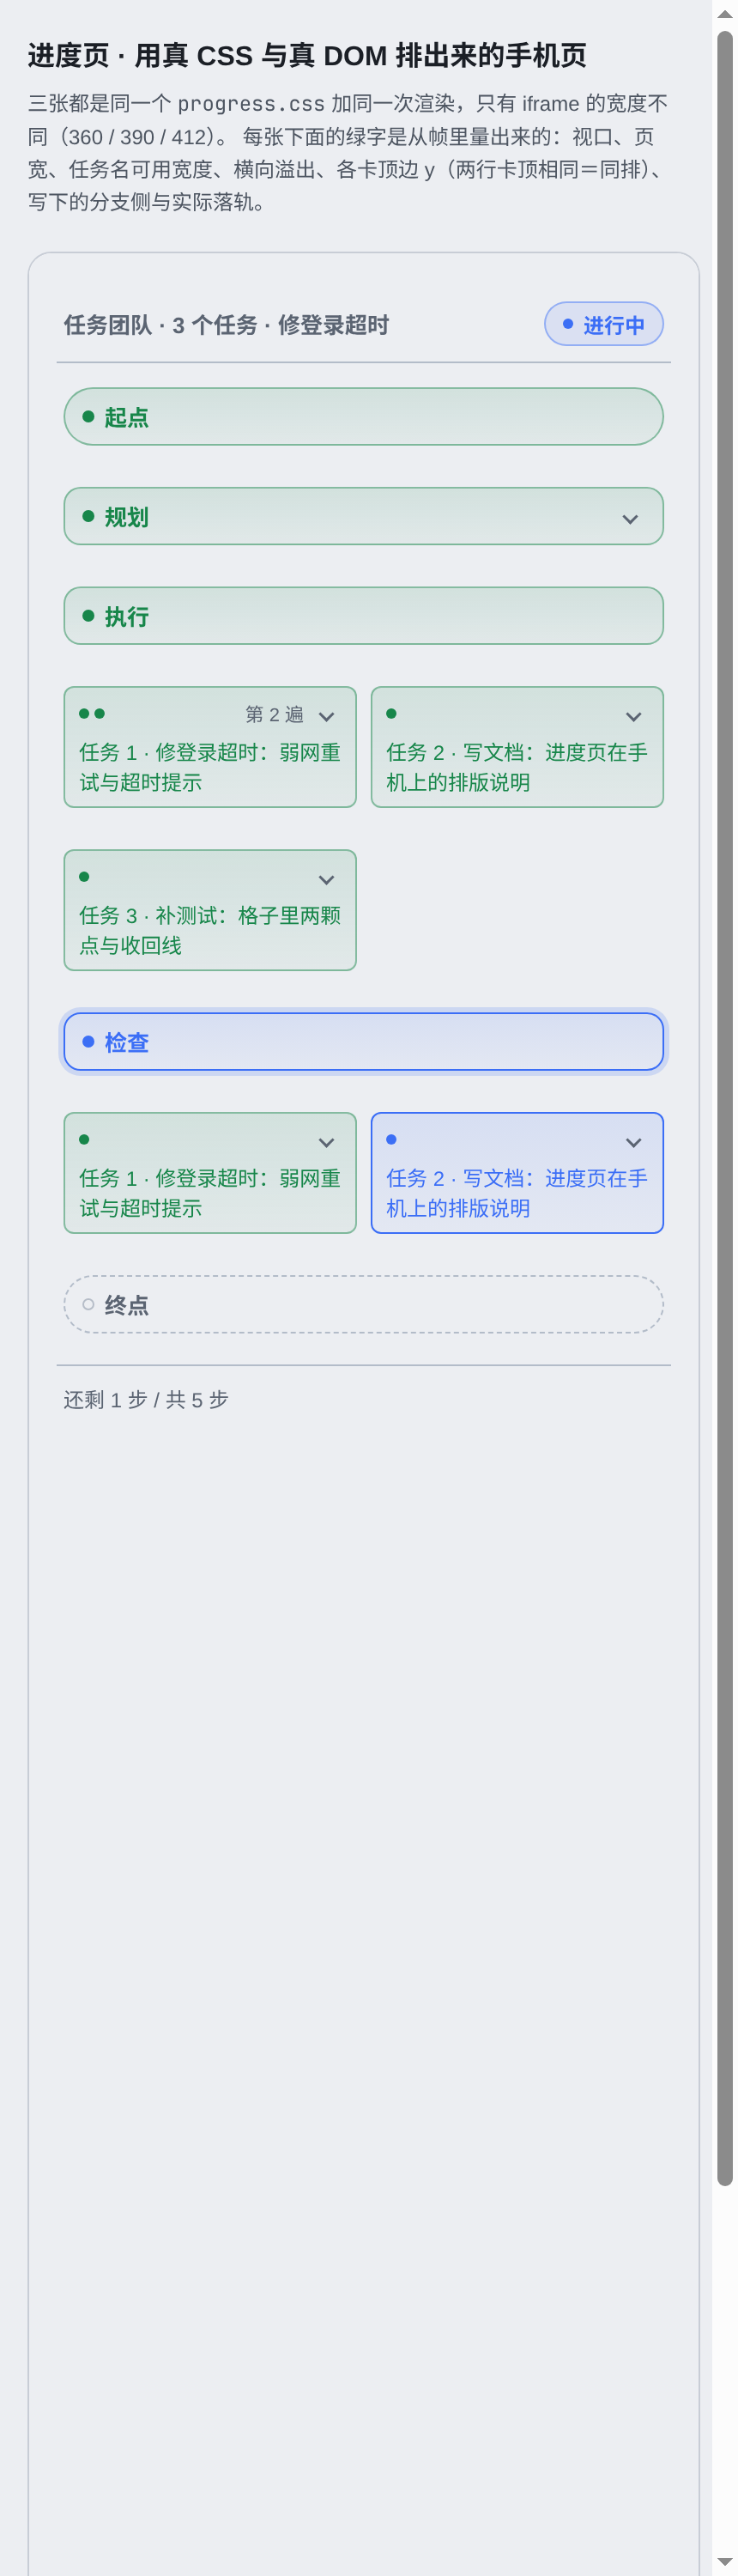 进度页 · 用真 CSS 与真 DOM 排出来的手机页
三张都是同一个 progress.css 加同一次渲染，只有 iframe 的宽度不
同（360 / 390 / 412）。 每张下面的绿字是从帧里量出来的：视口、页
宽、任务名可用宽度、横向溢出、各卡顶边 y（两行卡顶相同＝同排）、
写下的分支侧与实际落轨。
任务团队 · 3 个任务 · 修登录超时
进行中
起点
规划
执行
第 2 遍
任务 1 · 修登录超时：弱网重
试与超时提示
任务 2 · 写文档：进度页在手
机上的排版说明
任务 3 · 补测试：格子里两颗
点与收回线
检查
任务 1 · 修登录超时：弱网重
试与超时提示
任务 2 · 写文档：进度页在手
机上的排版说明
终点
还剩 1 步 / 共 5 步